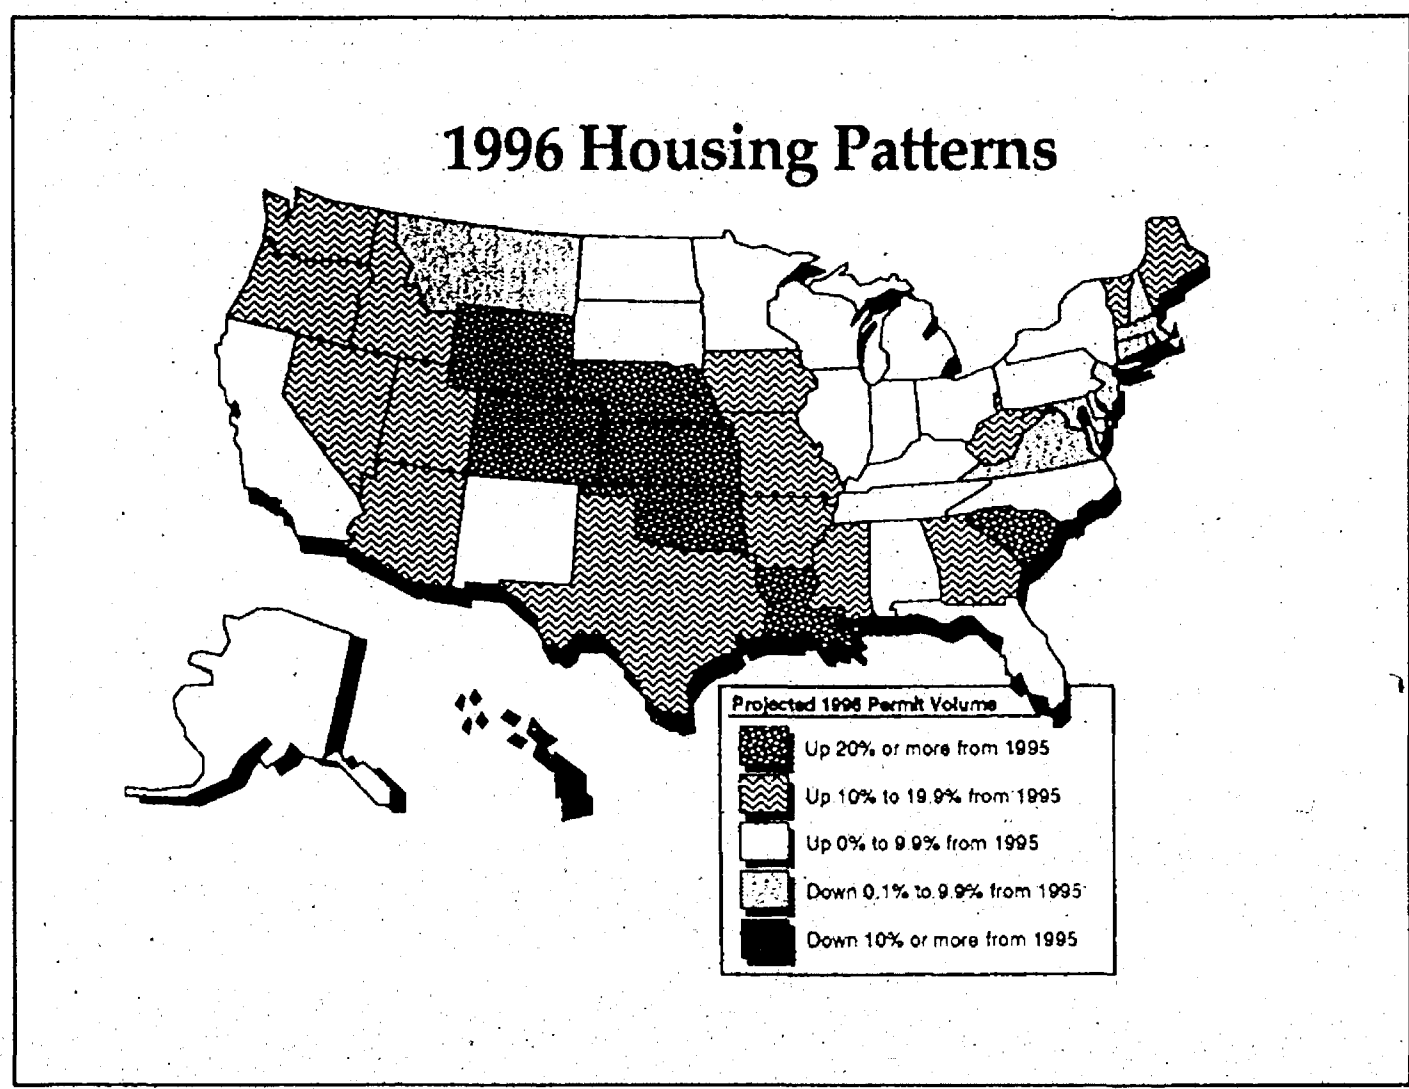 1996 Housing Patterns
Projected 1996 Permit Volume
Up 20% or more from 1995
Up 10% to 19.9% from 1995
Up 0% to 9.9% from 1995
Down 0.1% to 9.9% from 1995
Down 10% or more from 1995